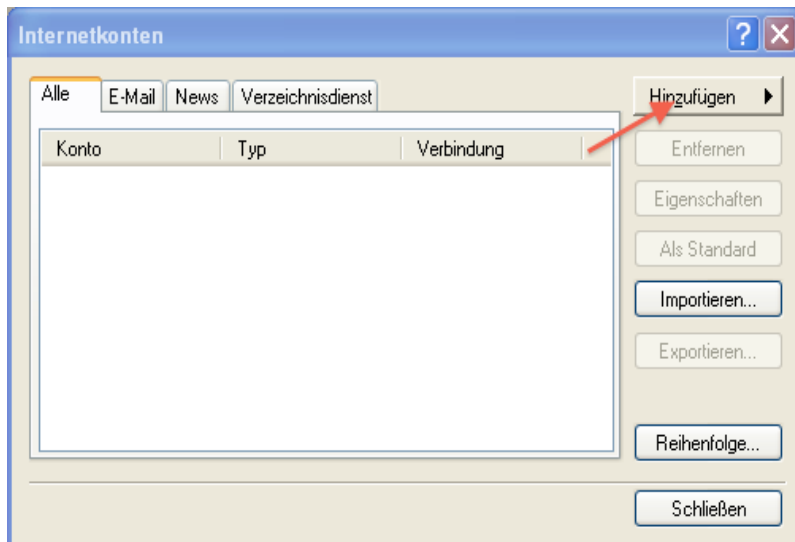 Internetkonten
Alle E-Mail News Verzeichnisdienst
Konto Typ Verbindung
Hinzufügen
Entfernen
Eigenschaften
Als Standard
Importieren...
Exportieren...
Reihenfolge...
Schließen